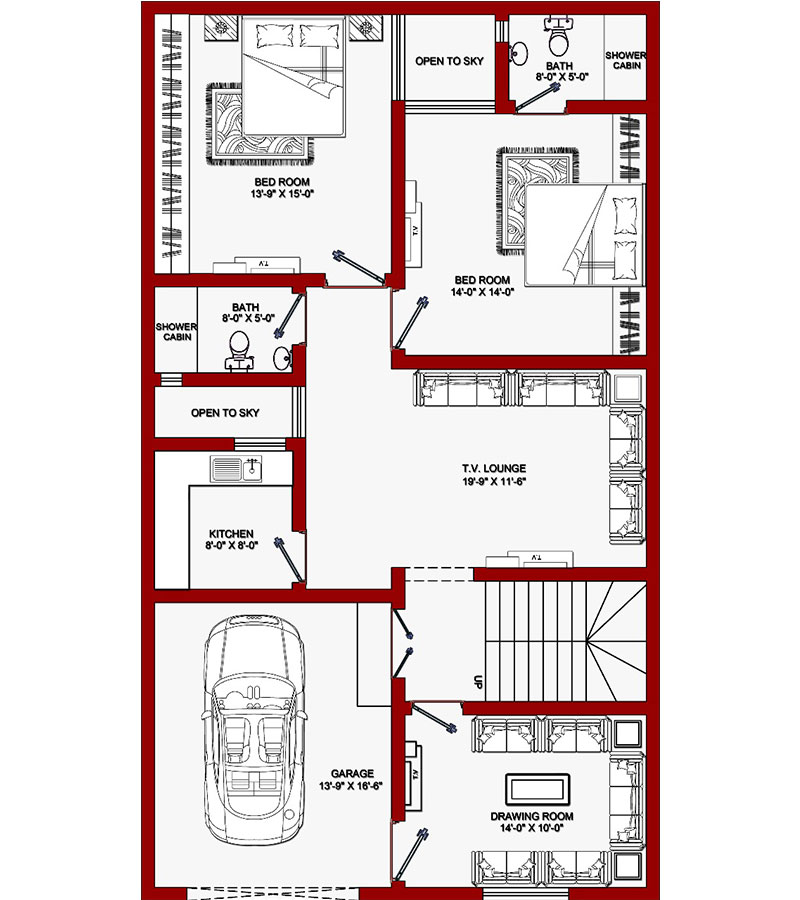 OPEN TO SKY
BATH
8'-0" X 5'-0"
SHOWER
CABIN
BED ROOM
13'-9" X 15'-0"
T.V
T.V
BED ROOM
14'-0" X 14'-0"
BATH
8'-0" X 5'-0"
SHOWER
CABIN
OPEN TO SKY
T.V. LOUNGE
19'-9" X 11'-6"
KITCHEN
8'-0" X 8'-0"
T.V
UP
GARAGE
13'-9" X 16'-6"
T.V
DRAWING ROOM
14'-0" X 10'-0"